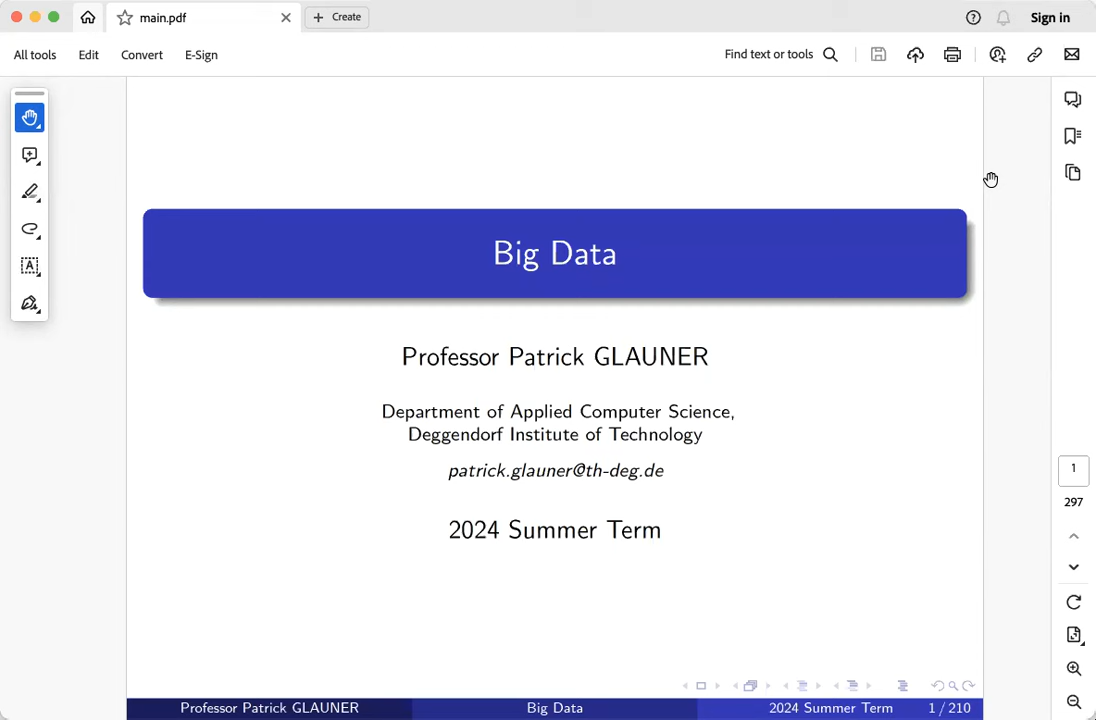 main.pdf
Create
Sign in
All tools
Edit
Convert
E-Sign
Find text or tools
Big Data
Professor Patrick GLAUNER
Department of Applied Computer Science,
Deggendorf Institute of Technology
patrick.glauner@th-deg.de
2024 Summer Term
1
297
Professor Patrick GLAUNER
Big Data
2024 Summer Term
1 / 210